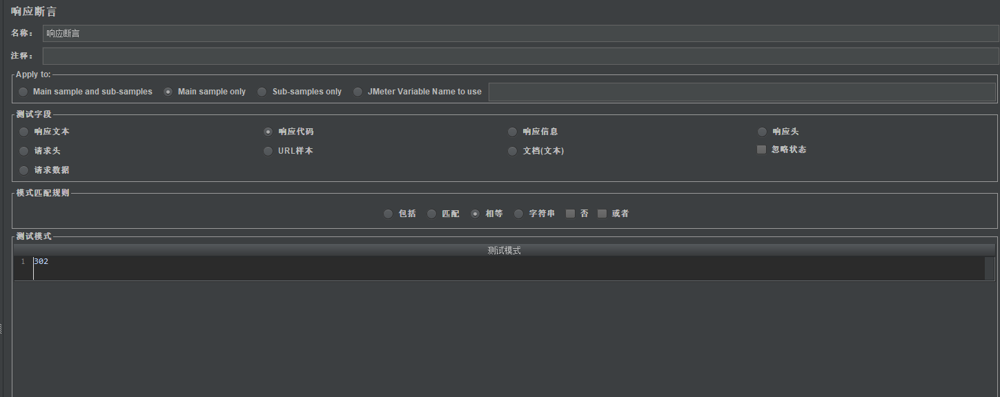 响应断言
名称： 响应断言
注释：
Apply to:
Main sample and sub-samples Main sample only Sub-samples only JMeter Variable Name to use
测试字段
响应文本 响应代码 响应信息 响应头
请求头 URL样本 文档(文本) 忽略状态
请求数据
模式匹配规则
包括 匹配 相等 字符串 否 或者
测试模式
测试模式
1 302